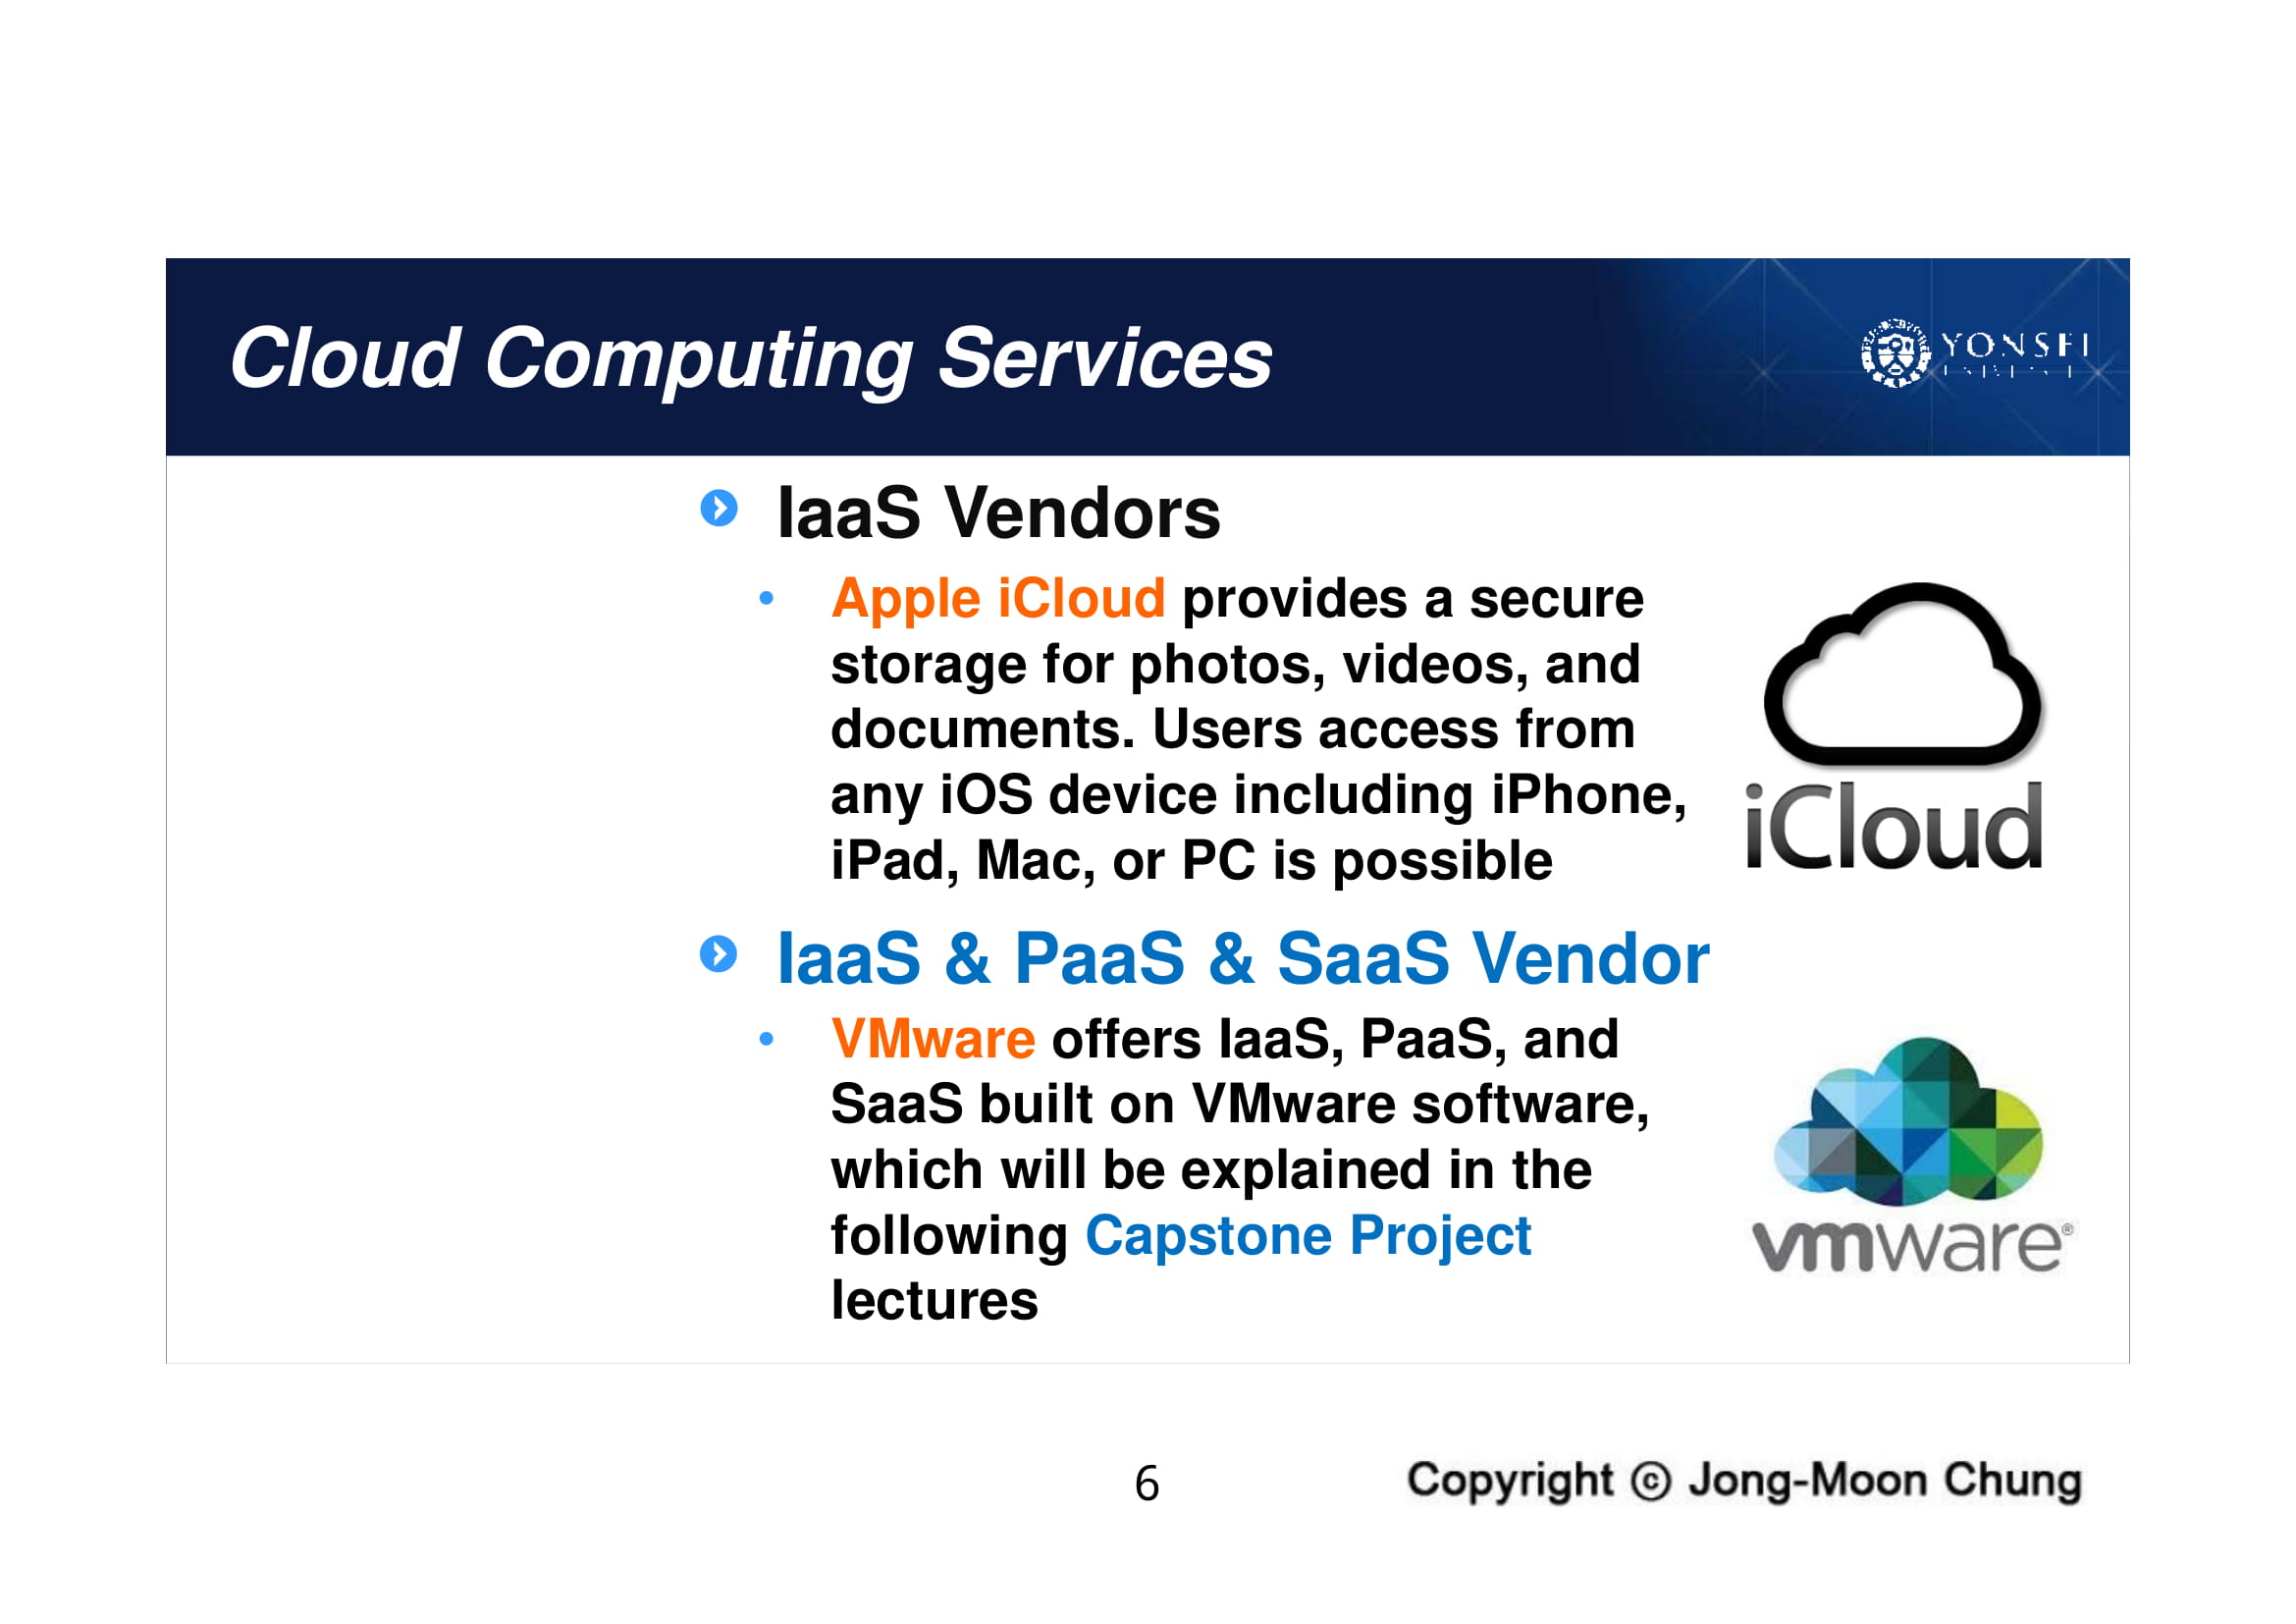 Cloud Computing Services
YONSEI
IaaS Vendors
• Apple iCloud provides a secure
storage for photos, videos, and
documents. Users access from
any iOS device including iPhone,
iPad, Mac, or PC is possible
iCloud
IaaS & PaaS & SaaS Vendor
• VMware offers IaaS, PaaS, and
SaaS built on VMware software,
which will be explained in the
following Capstone Project
lectures
vmware®
6
Copyright ⓒ Jong-Moon Chung